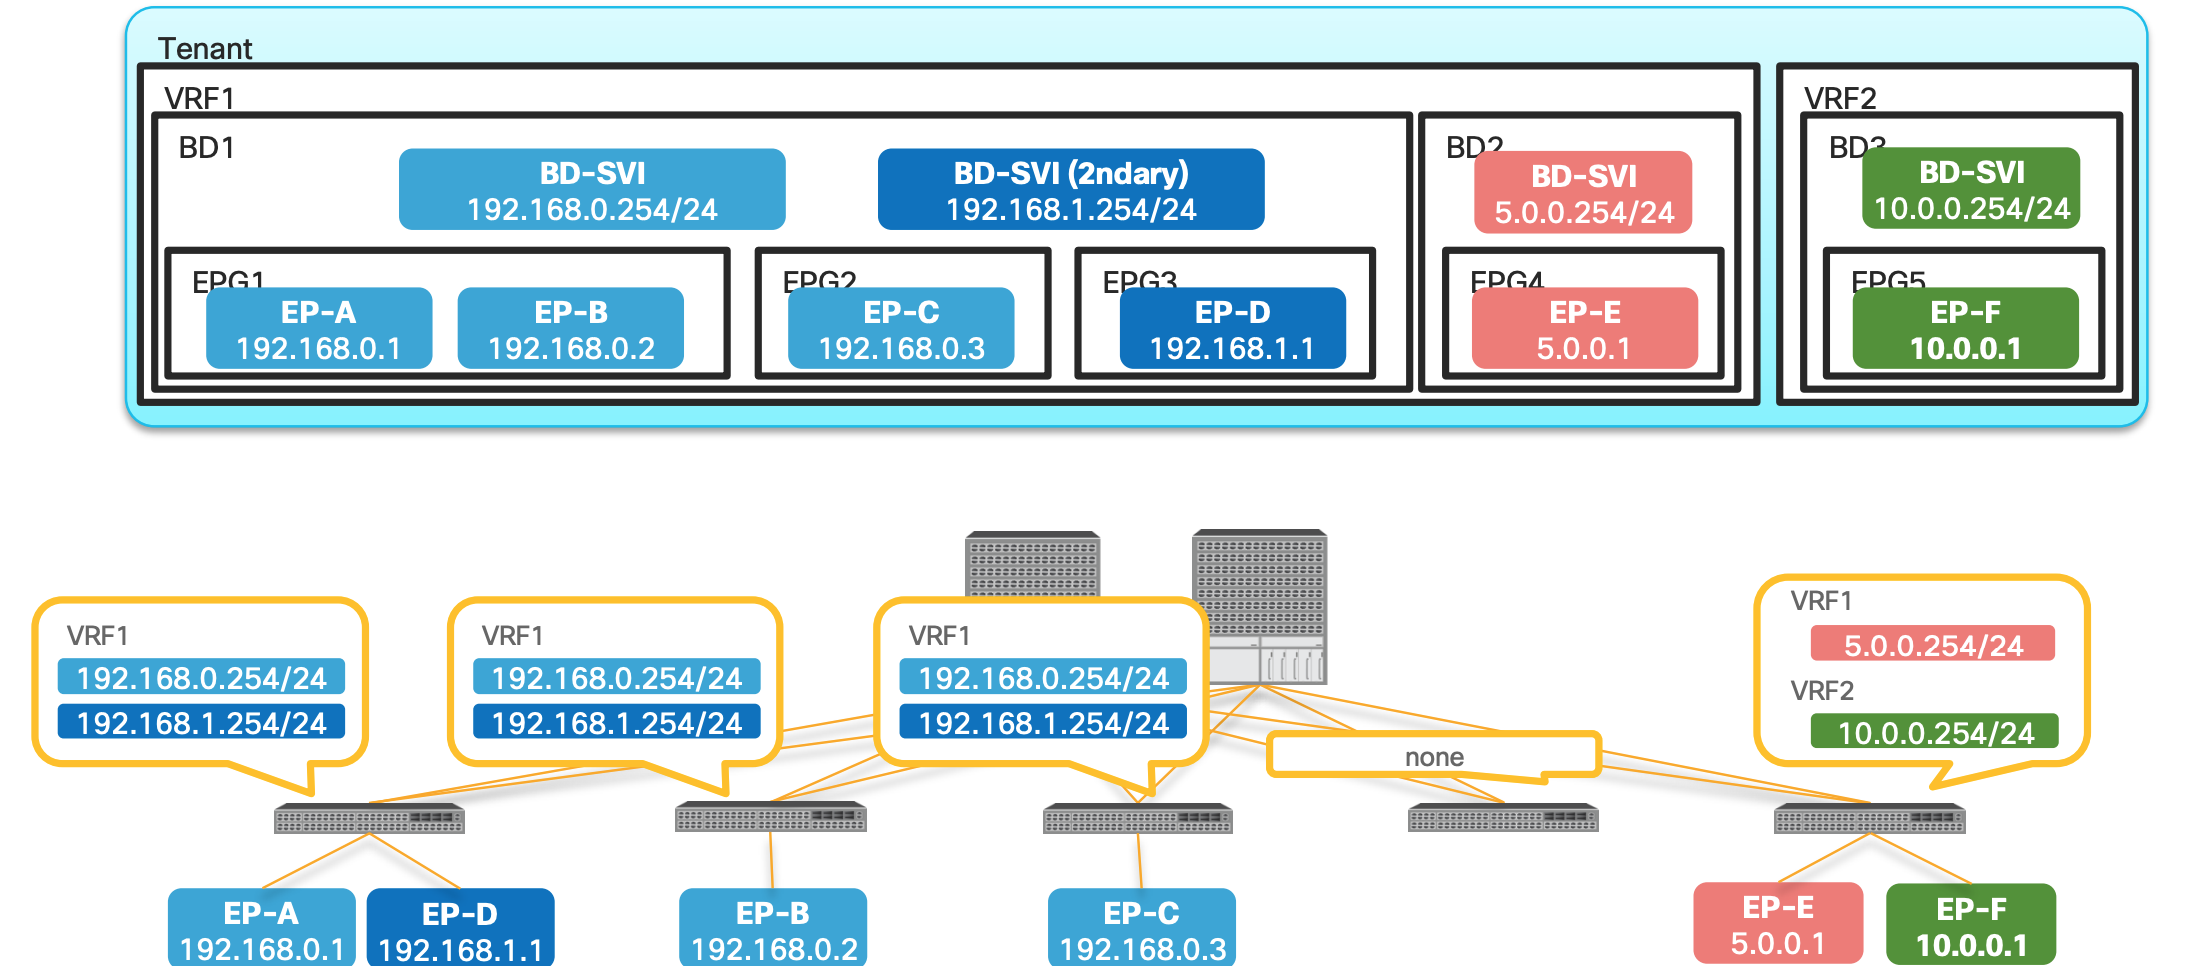 Tenant
VRF1
VRF2
BD1
BD-SVI
192.168.0.254/24
BD-SVI (2ndary)
192.168.1.254/24
BD2
BD-SVI
5.0.0.254/24
BD3
BD-SVI
10.0.0.254/24
EPG1
EP-A
192.168.0.1
EP-B
192.168.0.2
EPG2
EP-C
192.168.0.3
EPG3
EP-D
192.168.1.1
EPG4
EP-E
5.0.0.1
EPG5
EP-F
10.0.0.1
VRF1
192.168.0.254/24
192.168.1.254/24
VRF1
192.168.0.254/24
192.168.1.254/24
VRF1
192.168.0.254/24
192.168.1.254/24
none
VRF1
5.0.0.254/24
VRF2
10.0.0.254/24
EP-A
192.168.0.1
EP-D
192.168.1.1
EP-B
192.168.0.2
EP-C
192.168.0.3
EP-E
5.0.0.1
EP-F
10.0.0.1